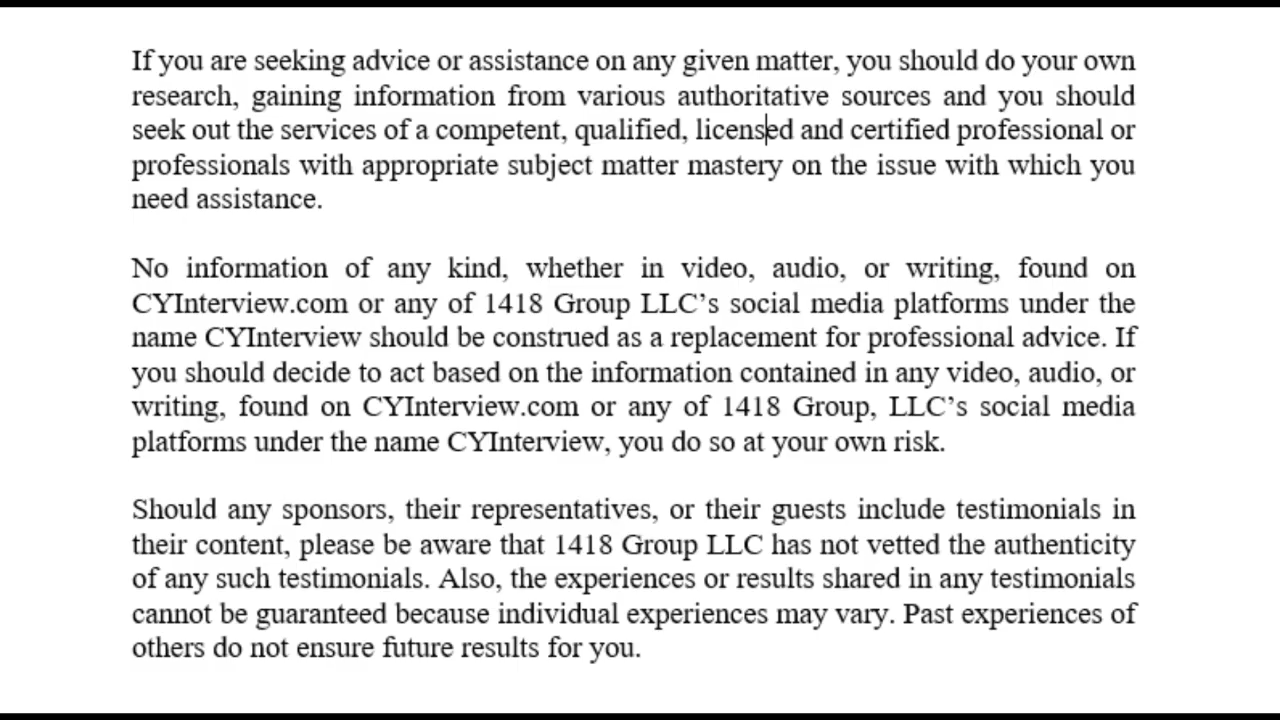 If you are seeking advice or assistance on any given matter, you should do your own
research, gaining information from various authoritative sources and you should
seek out the services of a competent, qualified, licensed and certified professional or
professionals with appropriate subject matter mastery on the issue with which you
need assistance.
No information of any kind, whether in video, audio, or writing, found on
CYInterview.com or any of 1418 Group LLC’s social media platforms under the
name CYInterview should be construed as a replacement for professional advice. If
you should decide to act based on the information contained in any video, audio, or
writing, found on CYInterview.com or any of 1418 Group, LLC’s social media
platforms under the name CYInterview, you do so at your own risk.
Should any sponsors, their representatives, or their guests include testimonials in
their content, please be aware that 1418 Group LLC has not vetted the authenticity
of any such testimonials. Also, the experiences or results shared in any testimonials
cannot be guaranteed because individual experiences may vary. Past experiences of
others do not ensure future results for you.